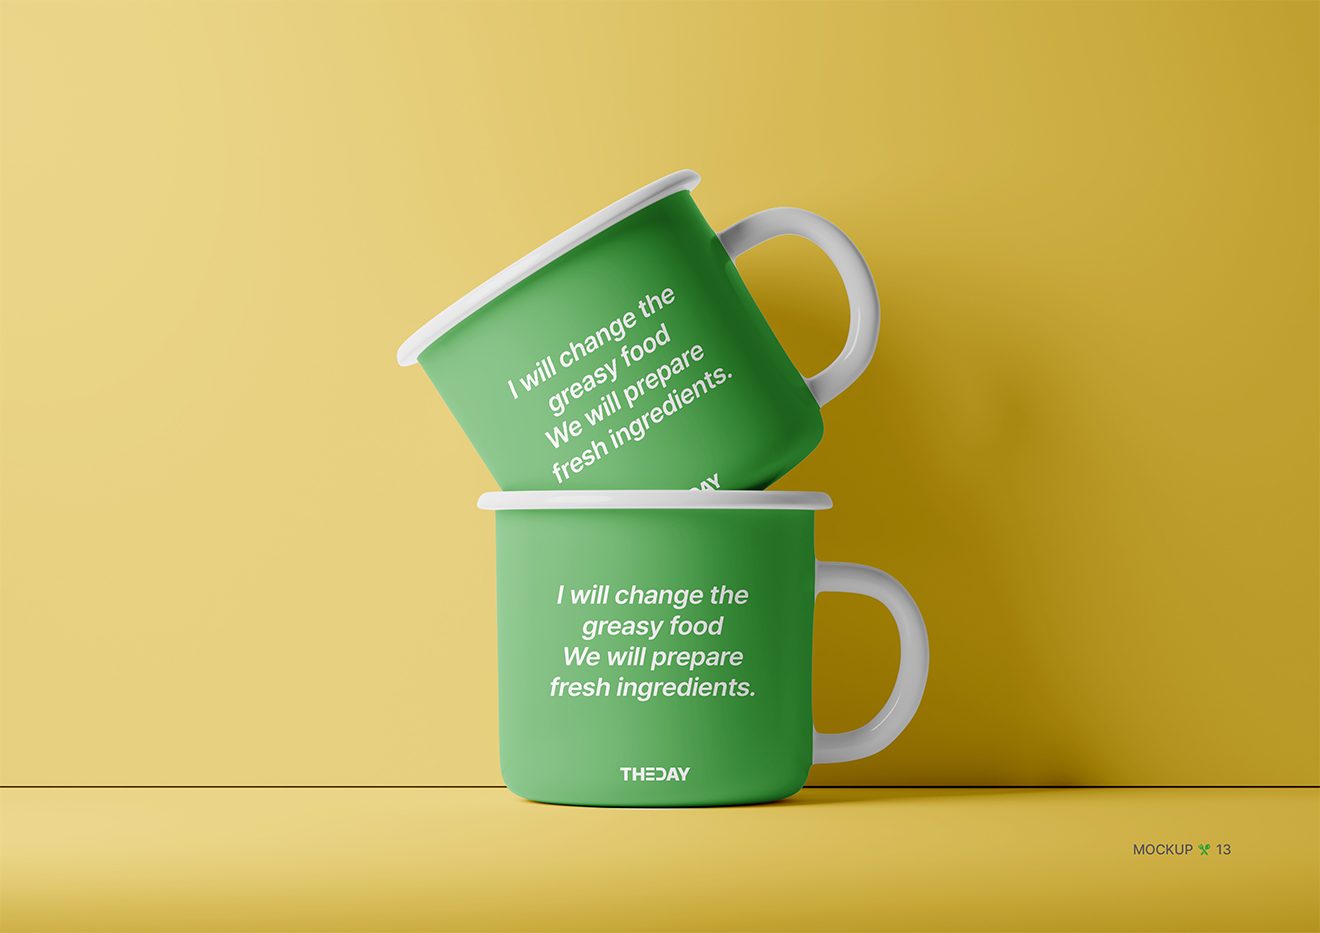 I will change the
greasy food
We will prepare
fresh ingredients.
DAY
I will change the
greasy food
We will prepare
fresh ingredients.
THEDAY
MOCKUP 13